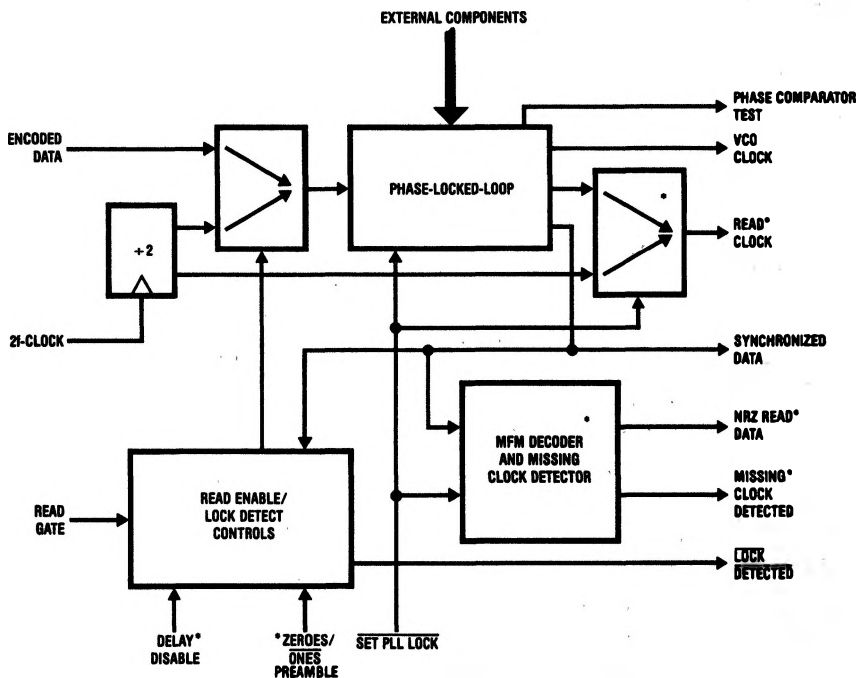 EXTERNAL COMPONENTS
PHASE COMPARATOR
TEST
ENCODED
DATA
VCO
CLOCK
PHASE-LOCKED-LOOP
*
READ*
CLOCK
÷2
2f-CLOCK
SYNCHRONIZED
DATA
*
MFM DECODER
AND MISSING
CLOCK DETECTOR
NRZ READ*
DATA
READ ENABLE/
LOCK DETECT
CONTROLS
MISSING*
CLOCK
DETECTED
READ
GATE
LOCK
DETECTED
DELAY*
DISABLE
*ZEROES/
ONES
PREAMBLE
SET PLL LOCK